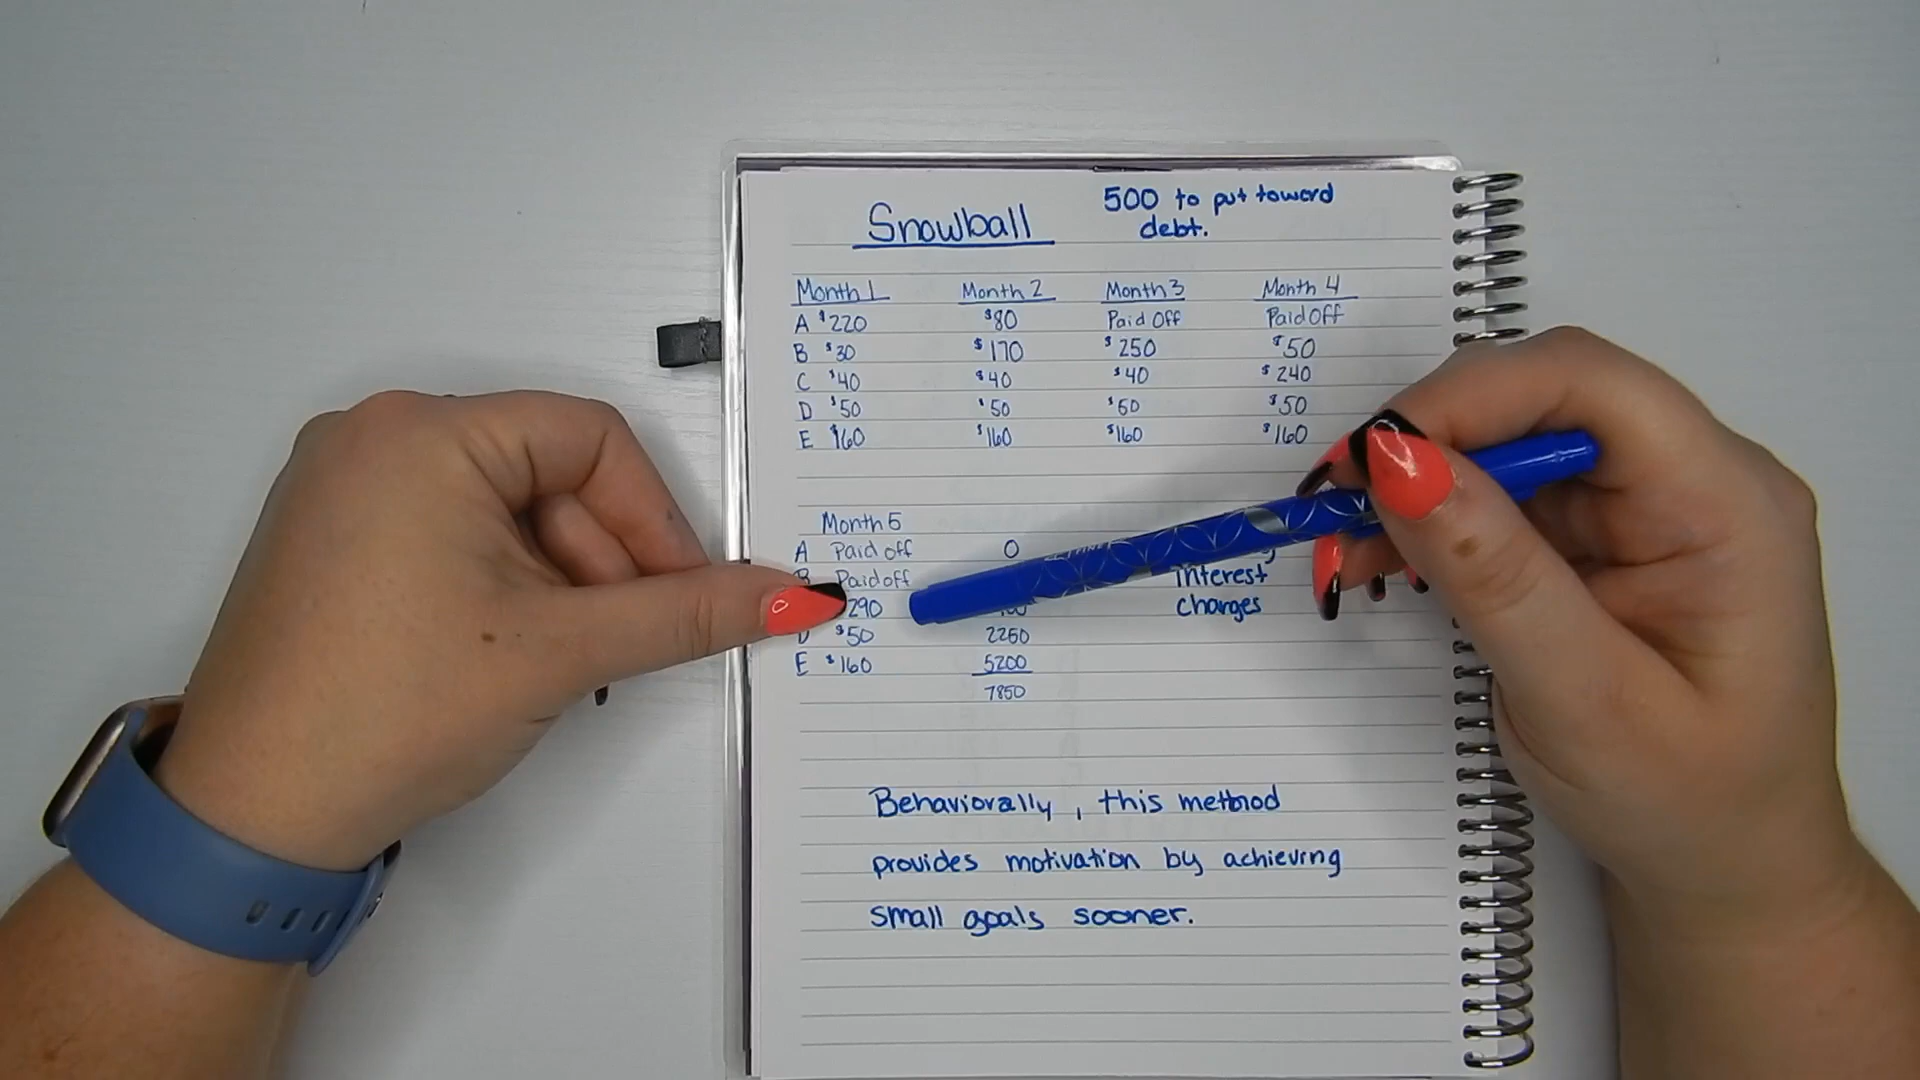 Snowball
500 to put toward
debt.
Month 1 Month 2 Month 3 Month 4
A $220 $80 Paid Off Paid Off
B $30 $170 $250 $50
C $40 $40 $40 $240
D $50 $50 $50 $50
E $160 $160 $160 $160
Month 5
A Paid off 0
B Paid off
$290
D $50 2250
E $160 5200
7850
interest
charges
Behaviorally, this method
provides motivation by achieving
small goals sooner.